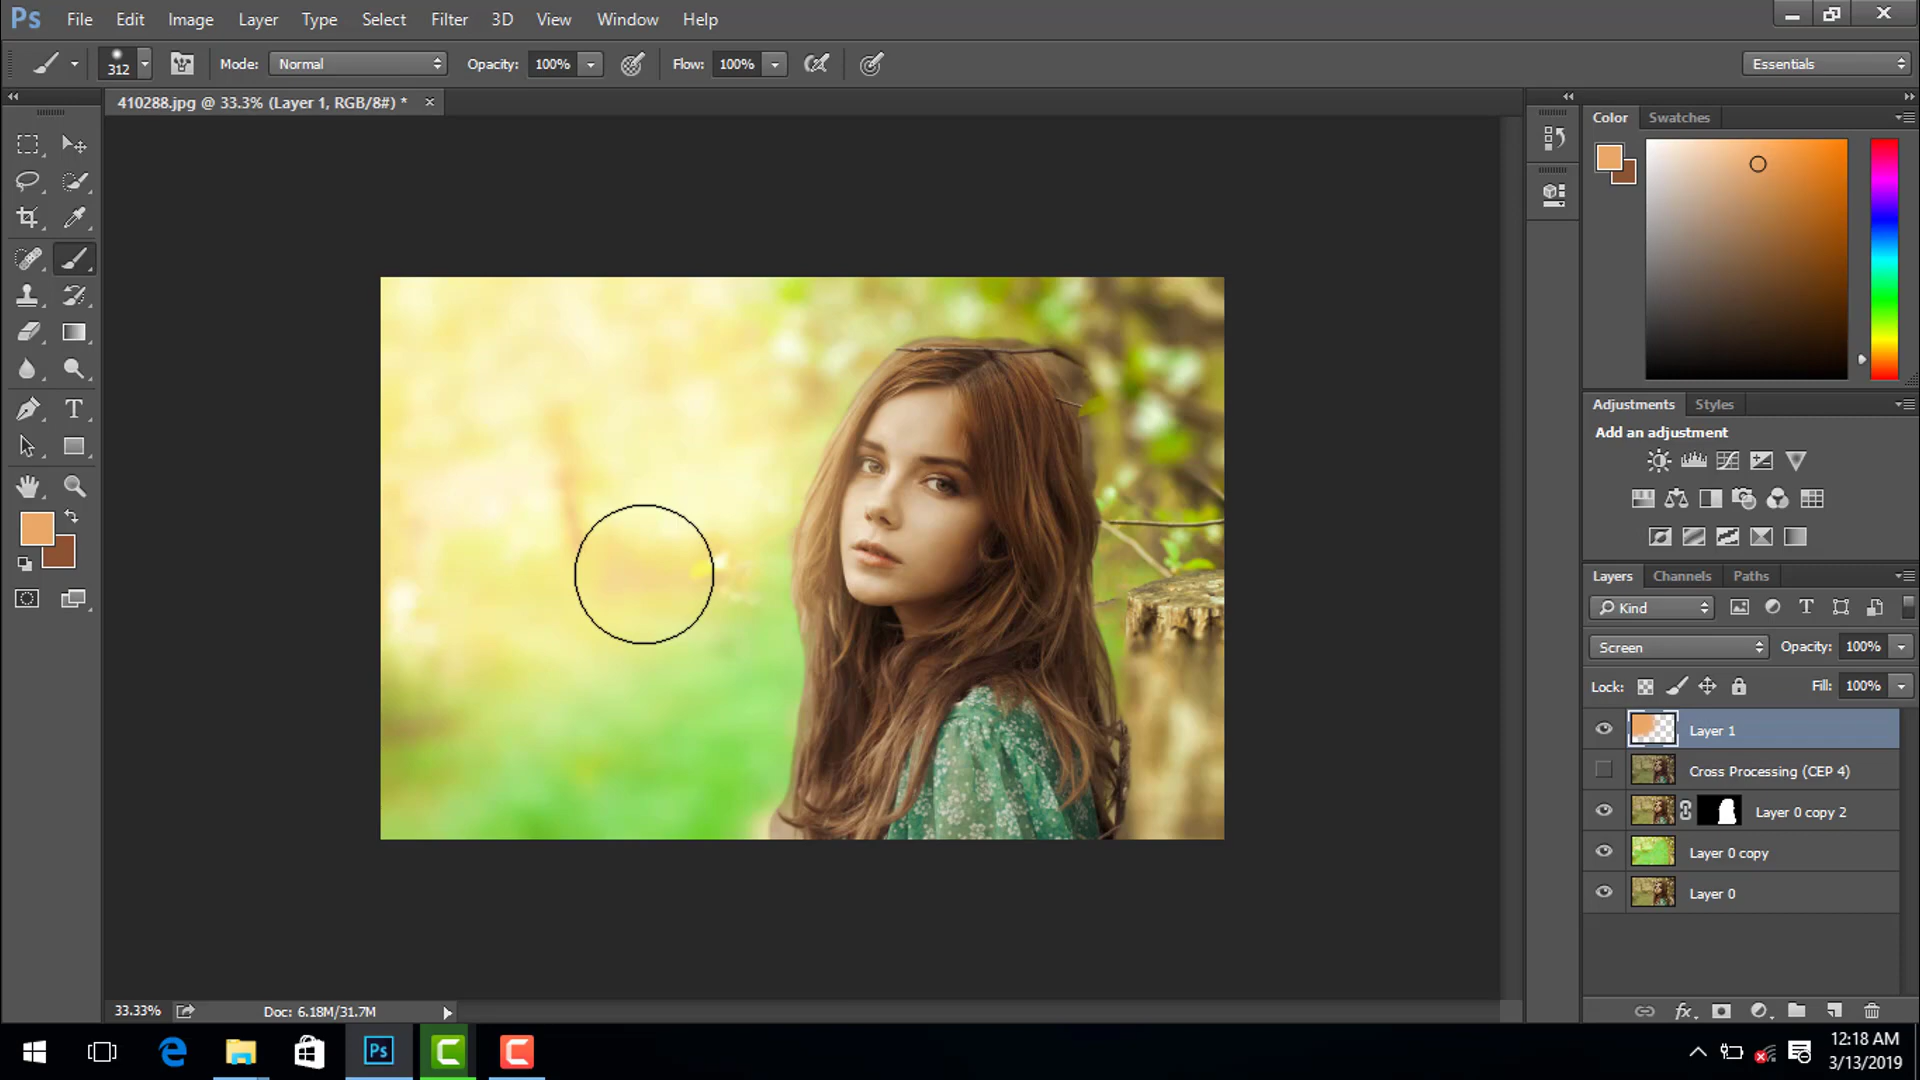 Ps File Edit Image Layer Type Select Filter 3D View Window Help
312 Mode: Normal Opacity: 100% Flow: 100% Essentials
410288.jpg @ 33.3% (Layer 1, RGB/8#) *
Color Swatches
Adjustments Styles
Add an adjustment
Layers Channels Paths
Kind
Screen Opacity: 100%
Lock: Fill: 100%
Layer 1
Cross Processing (CEP 4)
Layer 0 copy 2
Layer 0 copy
Layer 0
33.33% Doc: 6.18M/31.7M
Ps
12:18 AM
3/13/2019